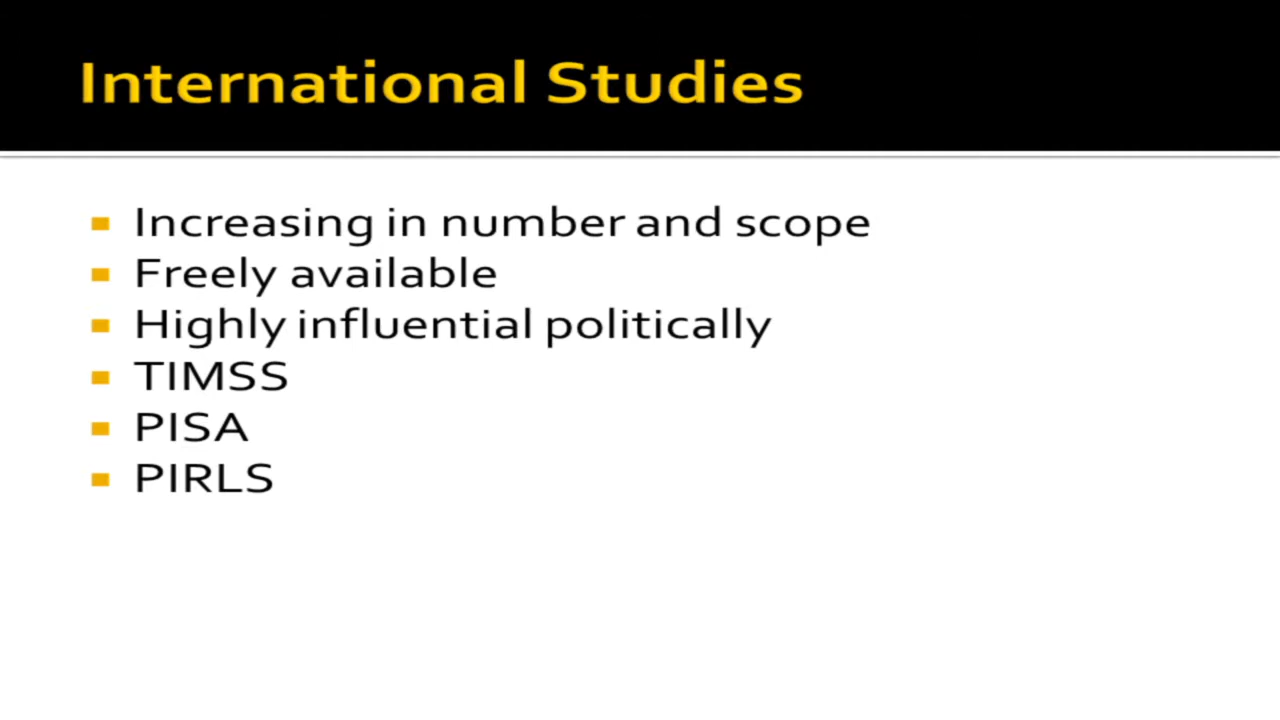 International Studies
Increasing in number and scope
Freely available
Highly influential politically
TIMSS
PISA
PIRLS